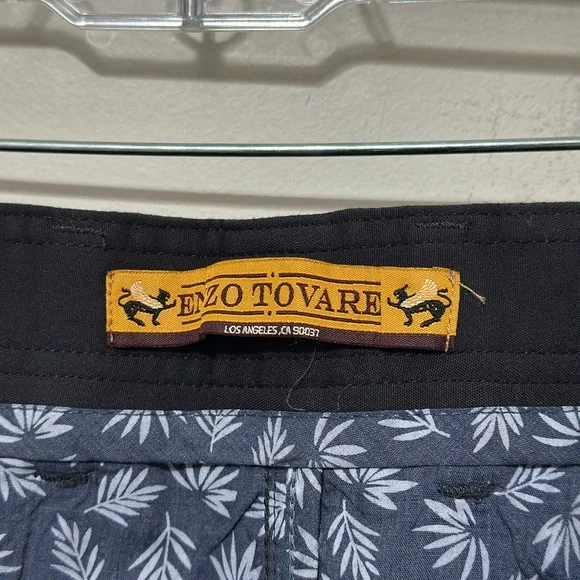 ENZO TOVARE
LOS ANGELES ,CA 90037